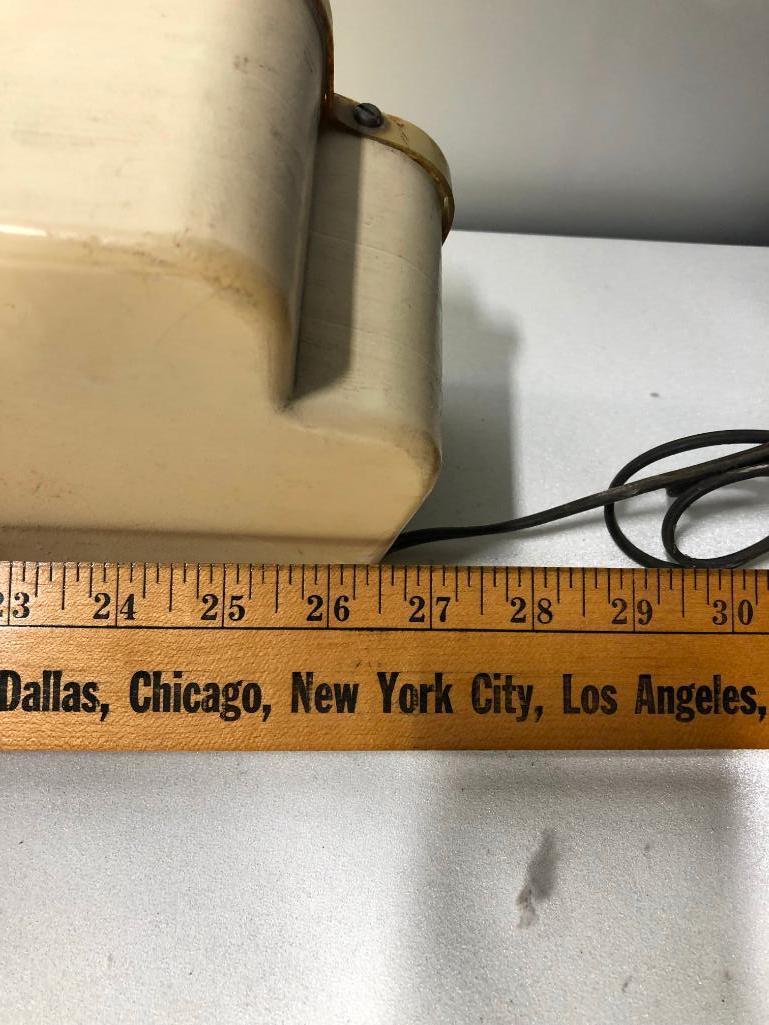 23 24 25 26 27 28 29 30
Dallas, Chicago, New York City, Los Angeles,